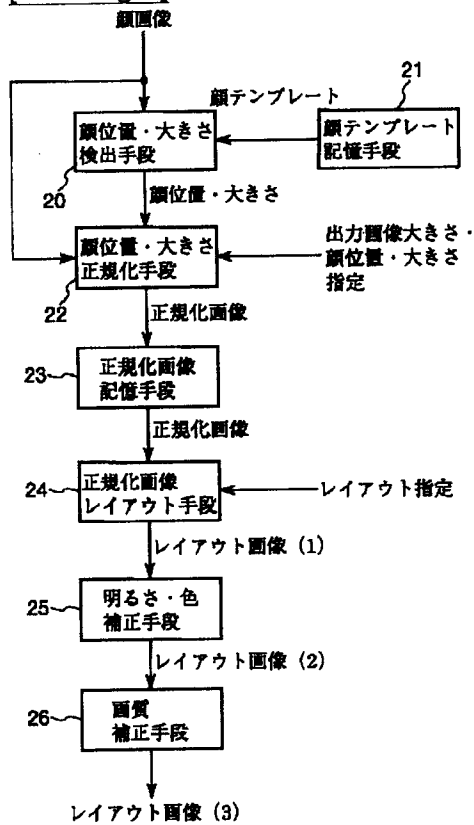 顔画像
顔テンプレート
21
顔テンプレート
記憶手段
顔位置・大きさ
検出手段
20
顔位置・大きさ
顔位置・大きさ
正規化手段
22
出力画像大きさ・
顔位置・大きさ
指定
正規化画像
23
正規化画像
記憶手段
正規化画像
24
正規化画像
レイアウト手段
レイアウト指定
レイアウト画像 (1)
25
明るさ・色
補正手段
レイアウト画像 (2)
26
画質
補正手段
レイアウト画像 (3)